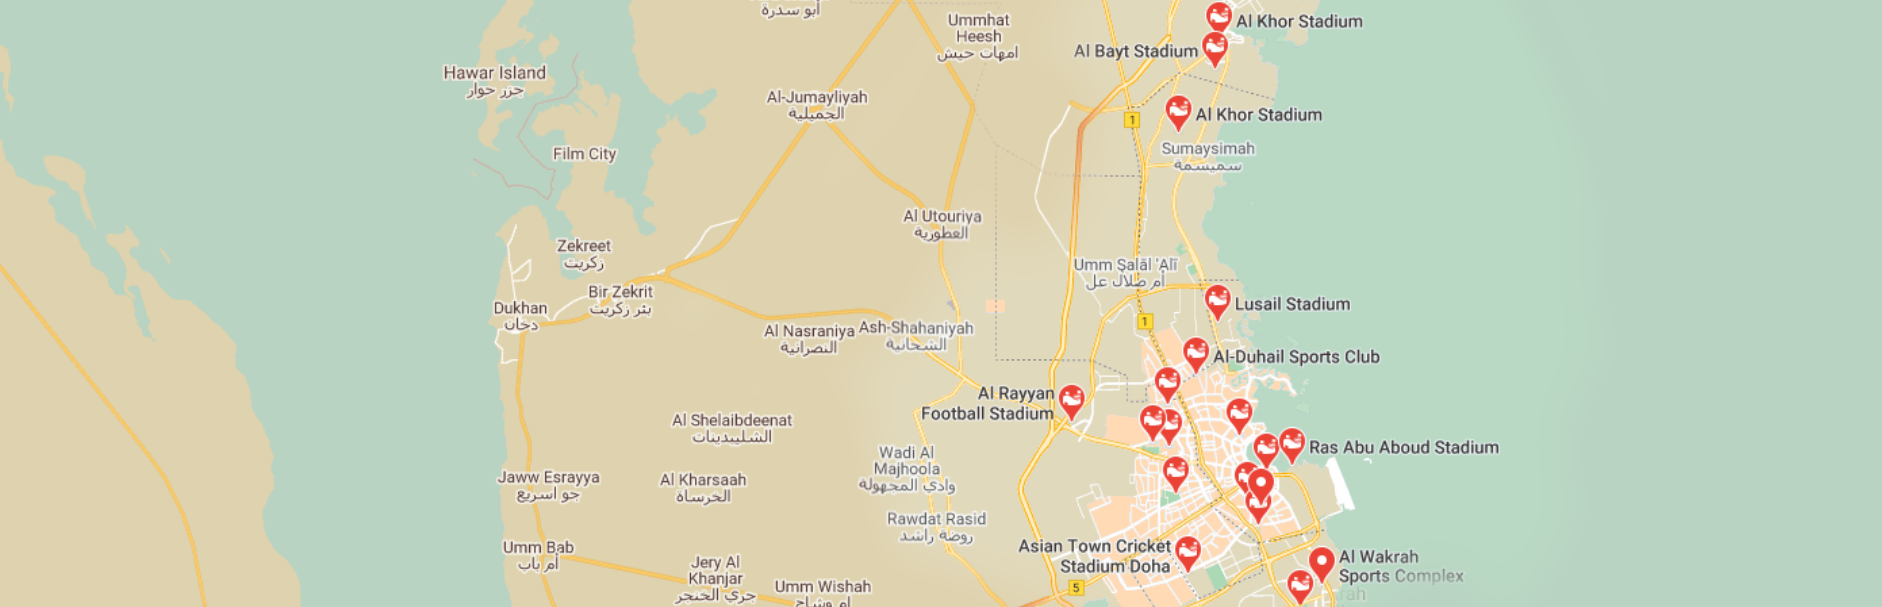 أبو سدرة
Ummhat
Heesh
امهات حيش
Al Khor Stadium
Al Bayt Stadium
Hawar Island
جزر حوار
Al-Jumayliyah
الجميلية
1
Al Khor Stadium
Film City
Sumaysimah
سميسمة
Al Utouriya
العطورية
Zekreet
زكريت
Umm Şalāl 'Alī
أم صلال عل
Bir Zekrit
بئر زكريت
Dukhan
دخان
Lusail Stadium
1
Al Nasraniya
النصرانية
Ash-Shahaniyah
الشحانية
Al-Duhail Sports Club
Al Rayyan
Football Stadium
Al Shelaibdeenat
الشليبدينات
Ras Abu Aboud Stadium
Wadi Al
Majhoola
وادي المجهولة
Jaww Esrayya
جو اسريع
Al Kharsaah
الخرساة
Rawdat Rasid
روضة راشد
Umm Bab
أم باب
Asian Town Cricket
Stadium Doha
Al Wakrah
Sports Complex
rah
Jery Al
Khanjar
جري الخنجر
Umm Wishah
ام وشاح
5